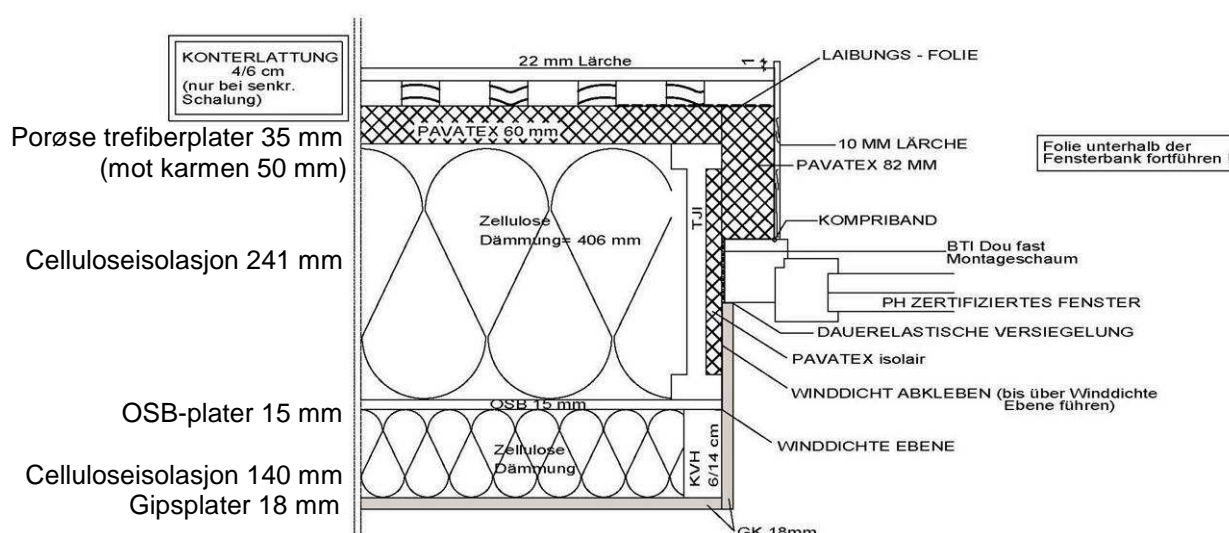 KONTERLATTUNG
4/6 cm
(nur bei senkr.
Schalung)
22 mm Lärche
1
LAIBUNGS - FOLIE
Porøse trefiberplater 35 mm
(mot karmen 50 mm)
PAVATEX 60 mm
10 MM LÄRCHE
PAVATEX 82 MM
Folie unterhalb der
Fensterbank fortführen !
Zellulose
Dämmung= 406 mm
TJI
KOMPRIBAND
BTI Dou fast
Montageschaum
Celluloseisolasjon 241 mm
PH ZERTIFIZIERTES FENSTER
DAUERELASTISCHE VERSIEGELUNG
PAVATEX isolair
WINDDICHT ABKLEBEN (bis über Winddichte
Ebene führen)
OSB-plater 15 mm
OSB 15 mm
WINDDICHTE EBENE
Zellulose
Dämmung
KVH
6/14 cm
Celluloseisolasjon 140 mm
Gipsplater 18 mm
GK 18mm